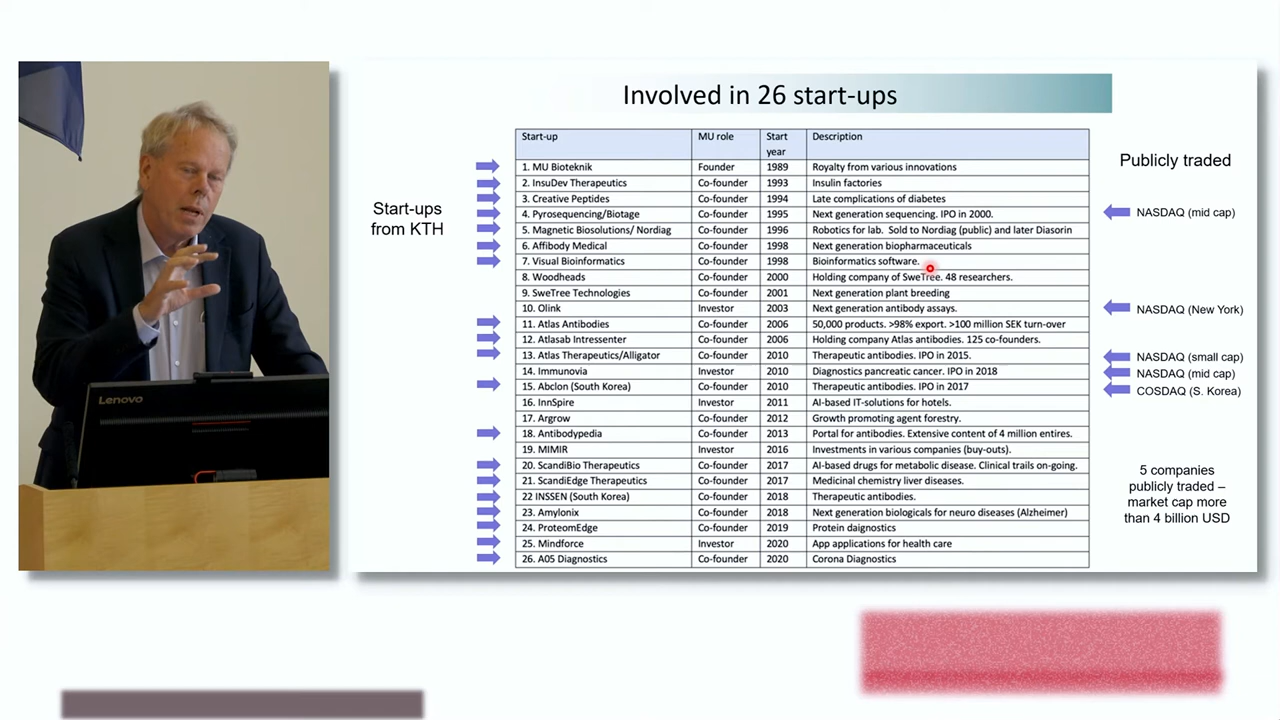 Involved in 26 start-ups
Start-ups
from KTH
Start-up MU role Start year Description
1. MU Bioteknik Founder 1989 Royalty from various innovations
2. InsuDev Therapeutics Co-founder 1993 Insulin factories
3. Creative Peptides Co-founder 1994 Late complications of diabetes
4. Pyrosequencing/Biotage Co-founder 1995 Next generation sequencing. IPO in 2000.
5. Magnetic Biosolutions/ Nordiag Co-founder 1996 Robotics for lab. Sold to Nordiag (public) and later Diasorin
6. Affibody Medical Co-founder 1998 Next generation biopharmaceuticals
7. Visual Bioinformatics Co-founder 1998 Bioinformatics software.
8. Woodheads Co-founder 2000 Holding company of SweTree. 48 researchers.
9. SweTree Technologies Co-founder 2001 Next generation plant breeding
10. Olink Investor 2003 Next generation antibody assays.
11. Atlas Antibodies Co-founder 2006 50,000 products. >98% export. >100 million SEK turn-over
12. Atlasab Intressenter Co-founder 2006 Holding company Atlas antibodies. 125 co-founders.
13. Atlas Therapeutics/Alligator Co-founder 2010 Therapeutic antibodies. IPO in 2015.
14. Immunovia Investor 2010 Diagnostics pancreatic cancer. IPO in 2018
15. Abclon (South Korea) Co-founder 2010 Therapeutic antibodies. IPO in 2017
16. InnSpire Investor 2011 AI-based IT-solutions for hotels.
17. Argrow Co-founder 2012 Growth promoting agent forestry.
18. Antibodypedia Co-founder 2013 Portal for antibodies. Extensive content of 4 million entires.
19. MIMIR Investor 2016 Investments in various companies (buy-outs).
20. ScandiBio Therapeutics Co-founder 2017 AI-based drugs for metabolic disease. Clinical trails on-going.
21. ScandiEdge Therapeutics Co-founder 2017 Medicinal chemistry liver diseases.
22 INSSEN (South Korea) Co-founder 2018 Therapeutic antibodies.
23. Amylonix Co-founder 2018 Next generation biologicals for neuro diseases (Alzheimer)
24. ProteomEdge Co-founder 2019 Protein daignostics
25. Mindforce Investor 2020 App applications for health care
26. A05 Diagnostics Co-founder 2020 Corona Diagnostics
Publicly traded
NASDAQ (mid cap)
NASDAQ (New York)
NASDAQ (small cap)
NASDAQ (mid cap)
COSDAQ (S. Korea)
5 companies
publicly traded –
market cap more
than 4 billion USD
Lenovo